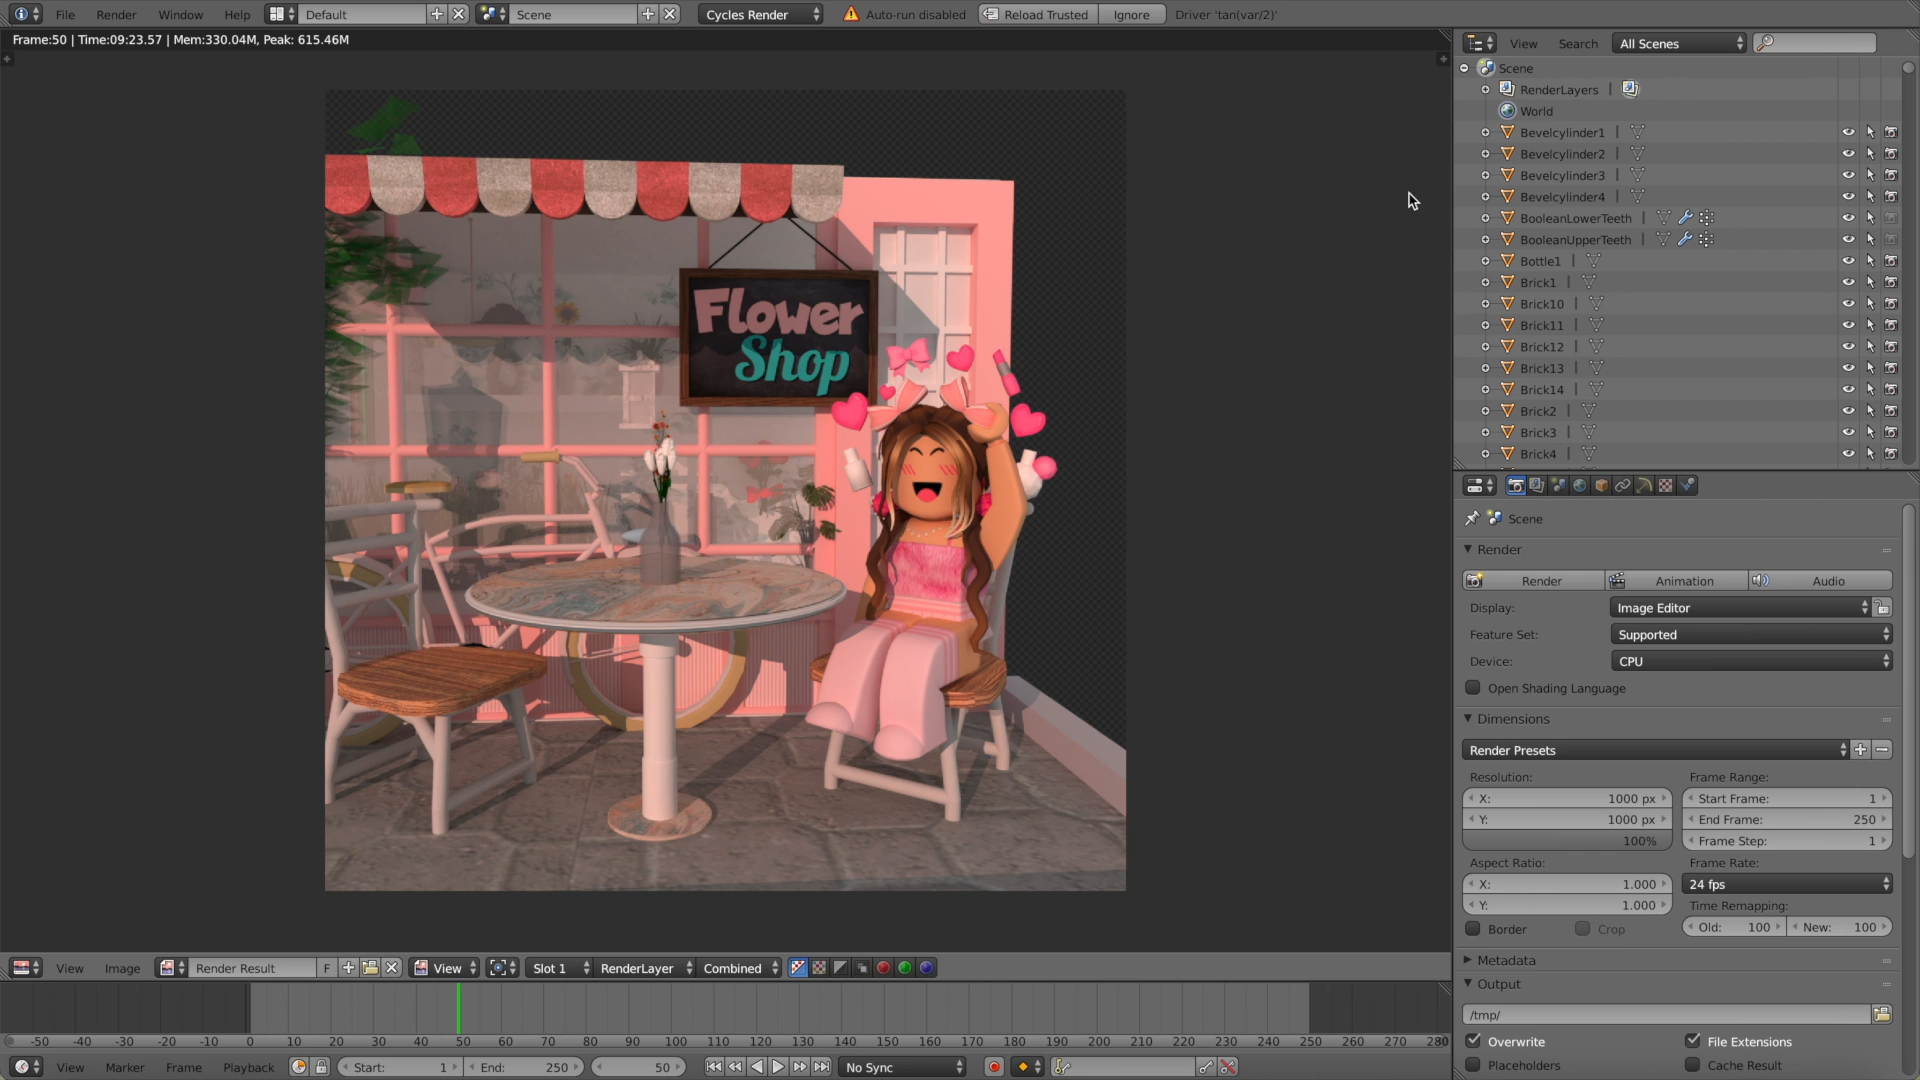 File Render Window Help Default Scene Cycles Render Auto-run disabled Reload Trusted Ignore Driver 'tan(var/2)'
Frame:50 | Time:09:23.57 | Mem:330.04M, Peak: 615.46M
View Search All Scenes
Scene
RenderLayers |
World
Bevelcylinder1 |
Bevelcylinder2 |
Bevelcylinder3 |
Bevelcylinder4 |
BooleanLowerTeeth |
BooleanUpperTeeth |
Bottle1 |
Brick1 |
Brick10 |
Brick11 |
Brick12 |
Brick13 |
Brick14 |
Brick2 |
Brick3 |
Brick4 |
Flower
Shop
Scene
Render
Render Animation Audio
Display: Image Editor
Feature Set: Supported
Device: CPU
Open Shading Language
Dimensions
Render Presets
Resolution: Frame Range:
X: 1000 px Start Frame: 1
Y: 1000 px End Frame: 250
100% Frame Step: 1
Aspect Ratio: Frame Rate:
X: 1.000 24 fps
Y: 1.000 Time Remapping:
Border Crop Old: 100 New: 100
Metadata
Output
/tmp/
Overwrite File Extensions
Placeholders Cache Result
View Image Render Result F View Slot 1 RenderLayer Combined
-50 -40 -30 -20 -10 0 10 20 30 40 50 60 70 80 90 100 110 120 130 140 150 160 170 180 190 200 210 220 230 240 250 260 270 280
View Marker Frame Playback Start: 1 End: 250 50 No Sync